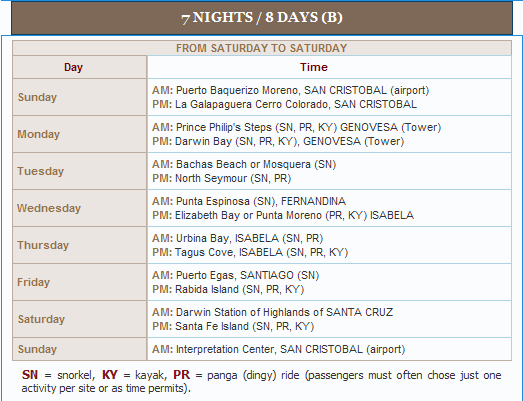 7 NIGHTS / 8 DAYS (B)
FROM SATURDAY TO SATURDAY
Day Time
Sunday
AM: Puerto Baquerizo Moreno, SAN CRISTOBAL (airport)
PM: La Galapaguera Cerro Colorado, SAN CRISTOBAL
Monday
AM: Prince Philip's Steps (SN, PR, KY) GENOVESA (Tower)
PM: Darwin Bay (SN, PR, KY), GENOVESA (Tower)
Tuesday
AM: Bachas Beach or Mosquera (SN)
PM: North Seymour (SN, PR)
Wednesday
AM: Punta Espinosa (SN), FERNANDINA
PM: Elizabeth Bay or Punta Moreno (PR, KY) ISABELA
Thursday
AM: Urbina Bay, ISABELA (SN, PR)
PM: Tagus Cove, ISABELA (SN, PR, KY)
Friday
AM: Puerto Egas, SANTIAGO (SN)
PM: Rabida Island (SN, PR, KY)
Saturday
AM: Darwin Station of Highlands of SANTA CRUZ
PM: Santa Fe Island (SN, PR, KY)
Sunday
AM: Interpretation Center, SAN CRISTOBAL (airport)
SN = snorkel, KY = kayak, PR = panga (dingy) ride (passengers must often chose just one
activity per site or as time permits).